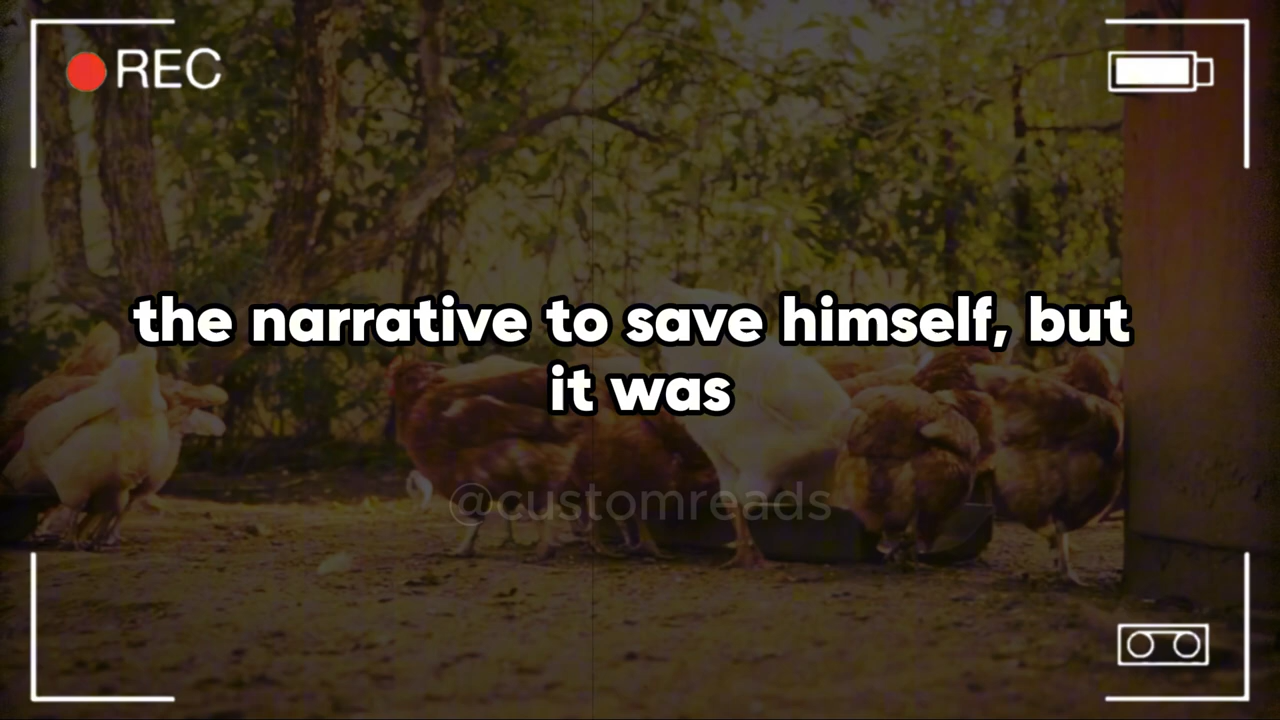 REC
the narrative to save himself, but
it was
@customreads